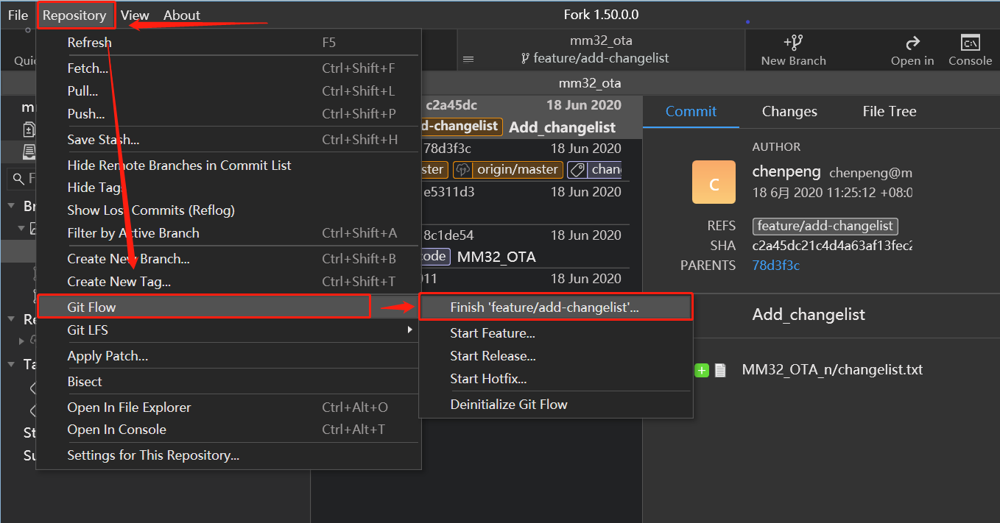 File Repository View About Fork 1.50.0.0
mm32_ota
feature/add-changelist
New Branch
Open in
Console
mm32_ota
Refresh F5
Fetch... Ctrl+Shift+F
Pull... Ctrl+Shift+L
Push... Ctrl+Shift+P
Save Stash... Ctrl+Shift+H
Hide Remote Branches in Commit List
Hide Tags
Show Lost Commits (Reflog)
Filter by Active Branch Ctrl+Shift+A
Create New Branch... Ctrl+Shift+B
Create New Tag... Ctrl+Shift+T
Git Flow
Git LFS
Apply Patch...
Bisect
Open In File Explorer Ctrl+Alt+O
Open In Console Ctrl+Alt+T
Settings for This Repository...
Finish 'feature/add-changelist'...
Start Feature...
Start Release...
Start Hotfix...
Deinitialize Git Flow
c2a45dc 18 Jun 2020
d-changelist Add_changelist
78d3f3c 18 Jun 2020
ster origin/master chan
e5311d3 18 Jun 2020
8c1de54 18 Jun 2020
ode MM32_OTA
011 18 Jun 2020
Commit Changes File Tree
AUTHOR
C
chenpeng chenpeng@m
18 6月 2020 11:25:12 +08:0
REFS feature/add-changelist
SHA c2a45dc21c4d4a63af13fec2
PARENTS 78d3f3c
Add_changelist
MM32_OTA_n/changelist.txt